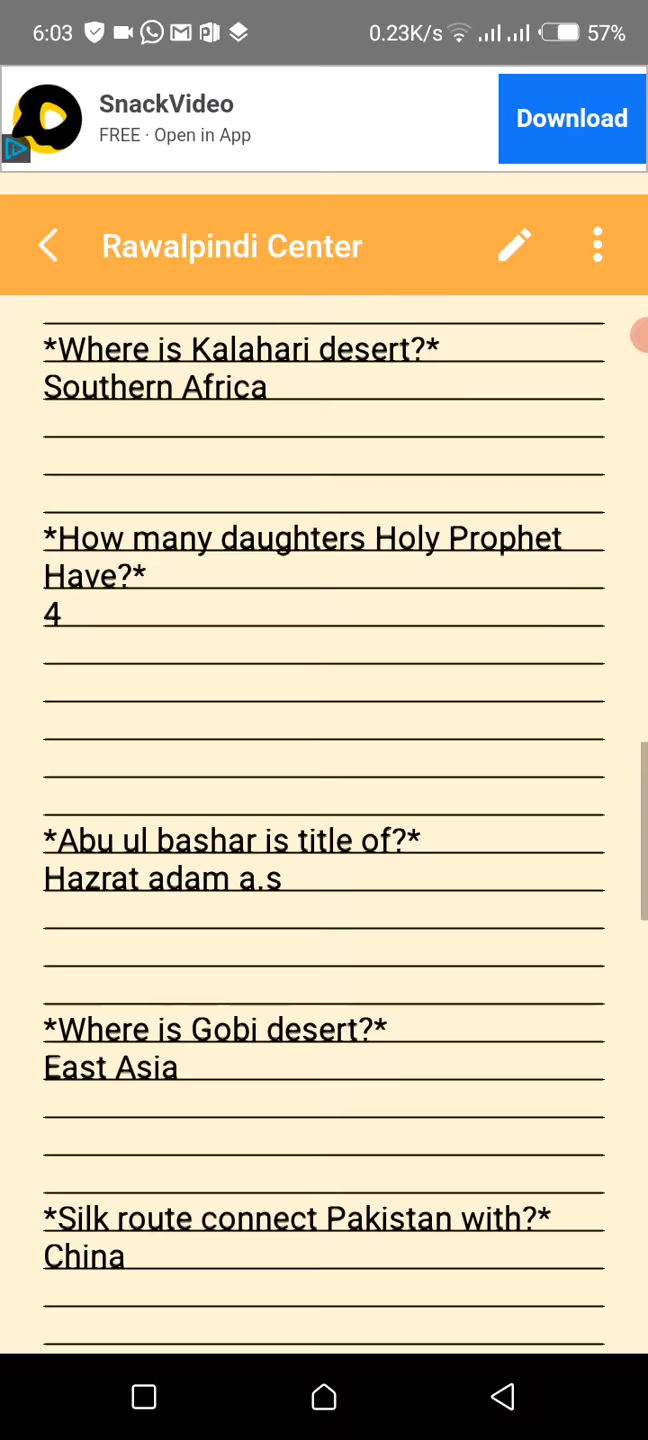 6:03 0.23K/s 57%
SnackVideo
FREE · Open in App
Download
Rawalpindi Center
*Where is Kalahari desert?*
Southern Africa
*How many daughters Holy Prophet
Have?*
4
*Abu ul bashar is title of?*
Hazrat adam a.s
*Where is Gobi desert?*
East Asia
*Silk route connect Pakistan with?*
China